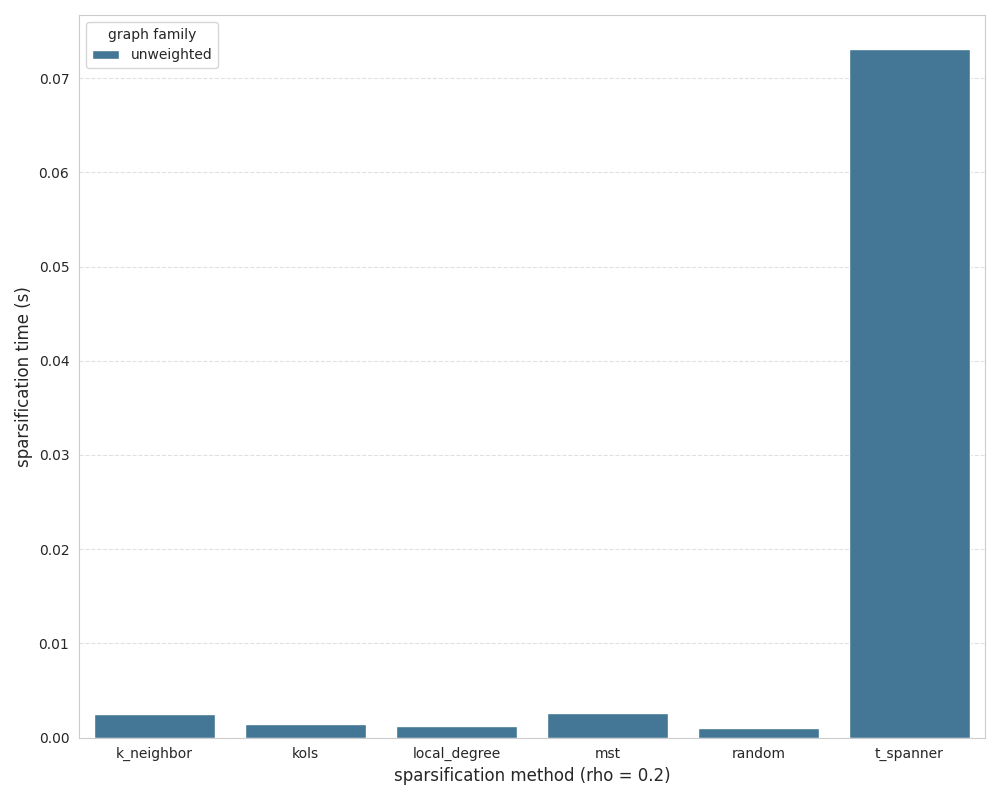 graph family
unweighted
sparsification time (s)
0.07
0.06
0.05
0.04
0.03
0.02
0.01
0.00
k_neighbor kols local_degree mst random t_spanner
sparsification method (rho = 0.2)